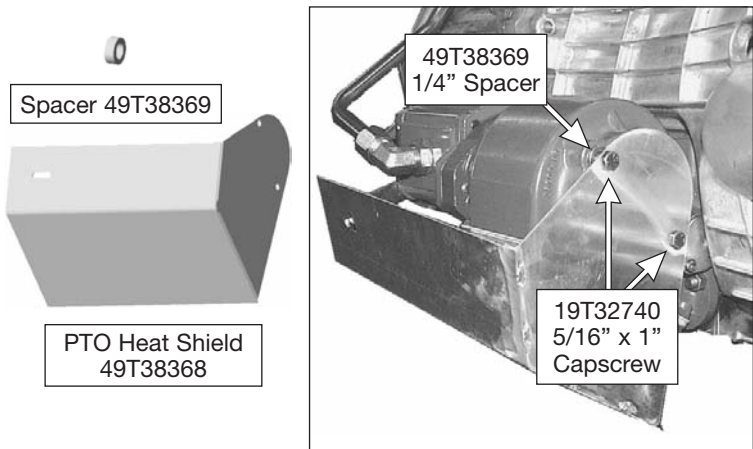 Spacer 49T38369
PTO Heat Shield
49T38368
49T38369
1/4” Spacer
19T32740
5/16” x 1”
Capscrew